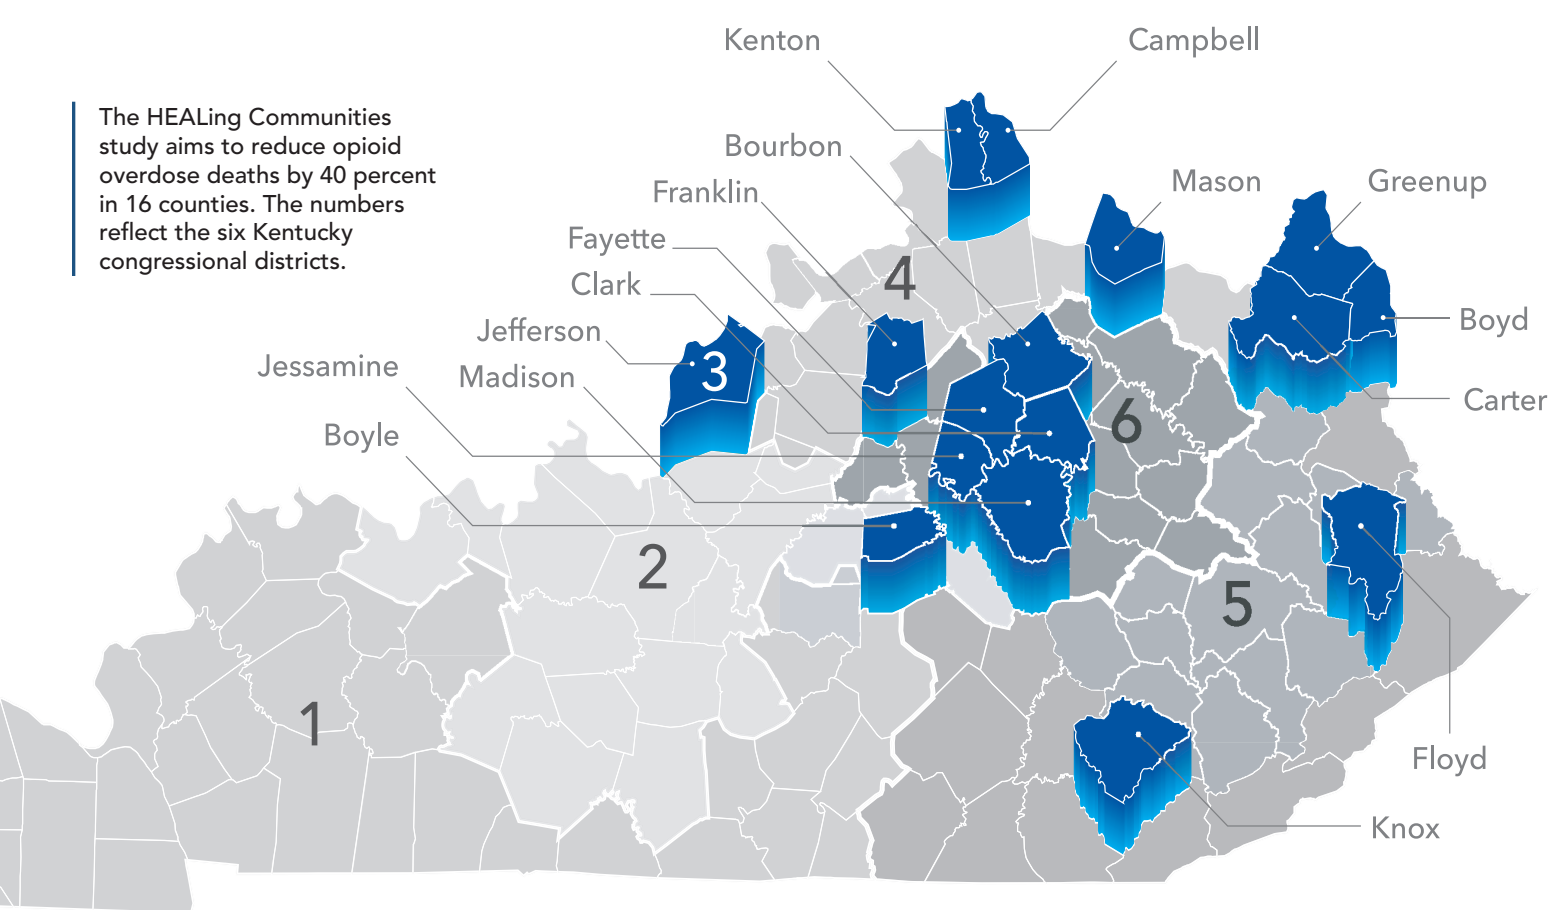 Kenton
Campbell
The HEALing Communities
study aims to reduce opioid
overdose deaths by 40 percent
in 16 counties. The numbers
reflect the six Kentucky
congressional districts.
Bourbon
Franklin
Mason
Greenup
Fayette
Clark
4
Jefferson
Boyd
Jessamine
Madison
3
Carter
Boyle
6
2
5
1
Floyd
Knox